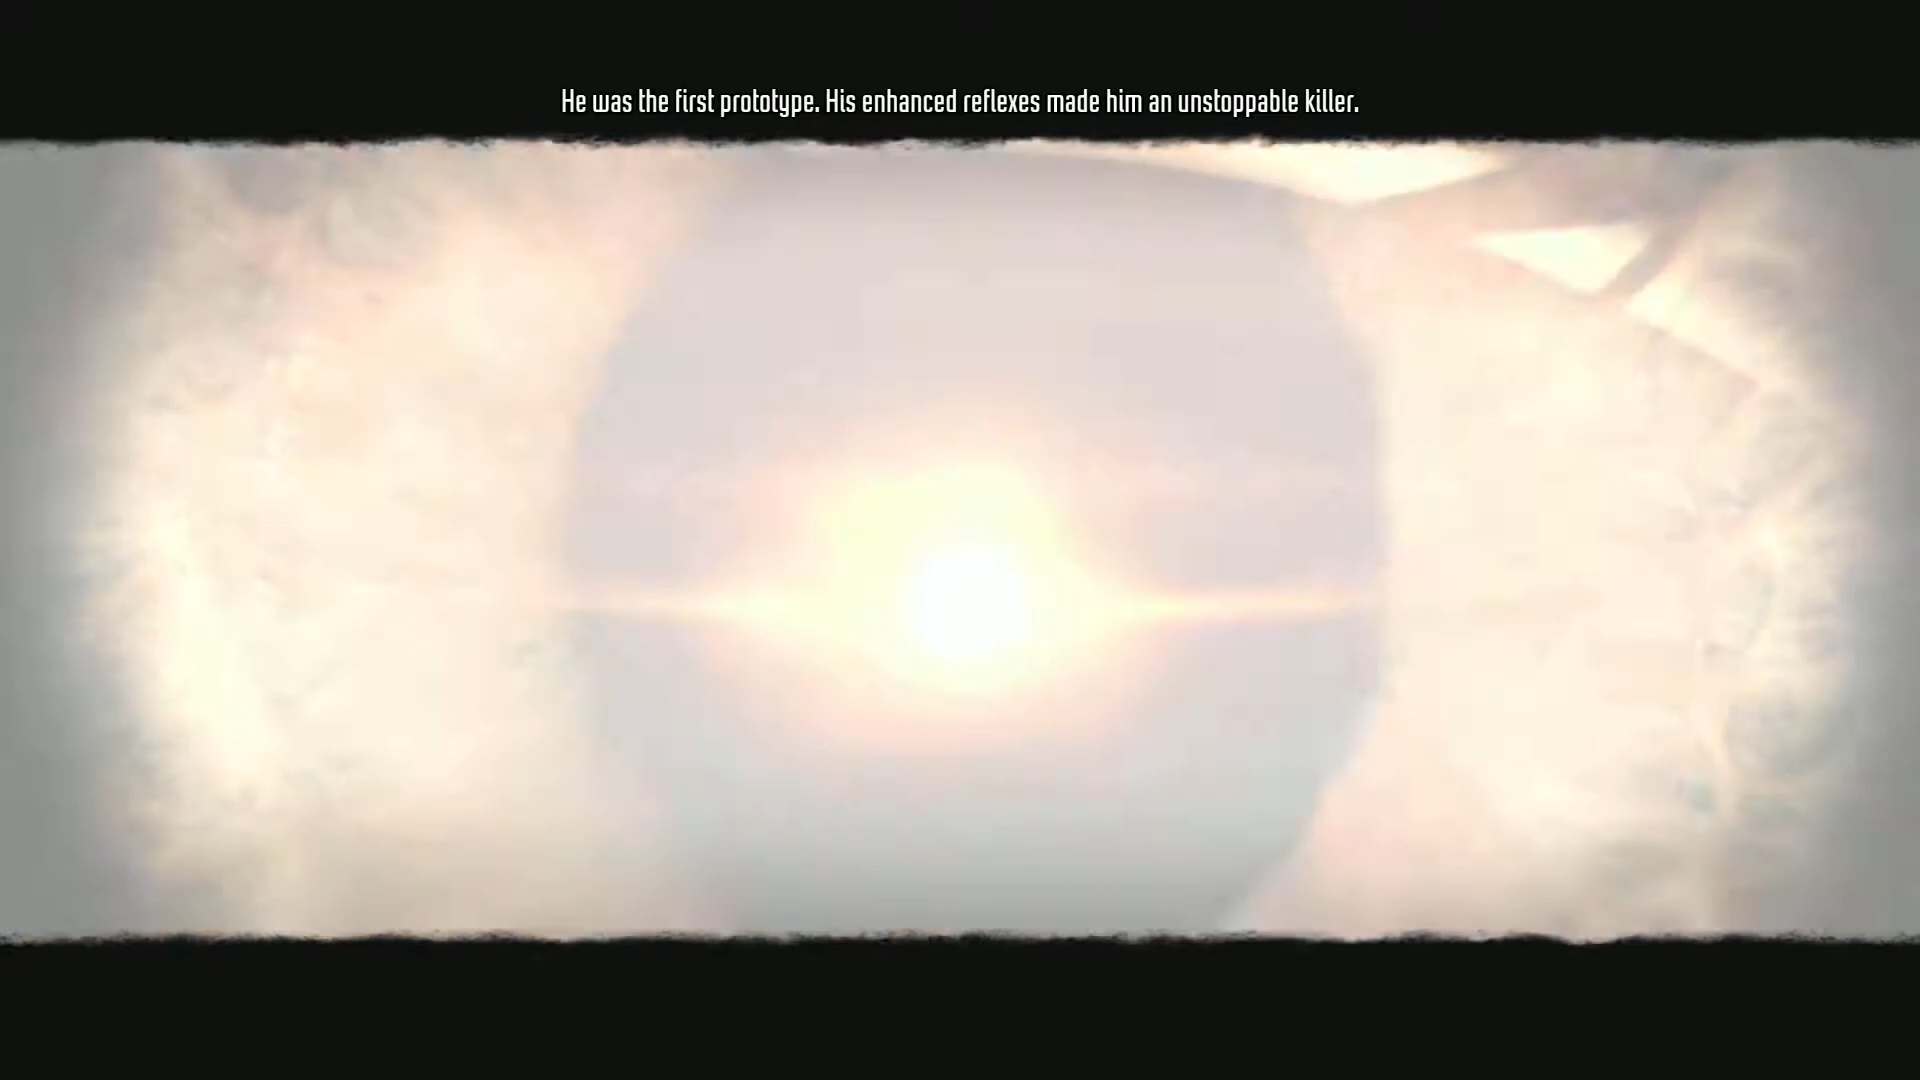 He was the first prototype. His enhanced reflexes made him an unstoppable killer.